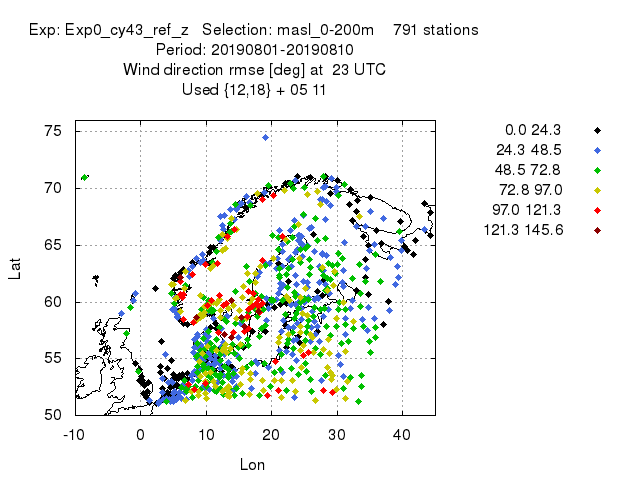 Exp: Exp0_cy43_ref_z   Selection: masl_0-200m    791 stations
Period: 20190801-20190810
Wind direction rmse [deg] at  23 UTC
Used {12,18} + 05 11
0.0 24.3
24.3 48.5
48.5 72.8
72.8 97.0
97.0 121.3
121.3 145.6
75
70
65
60
55
50
Lat
-10 0 10 20 30 40
Lon